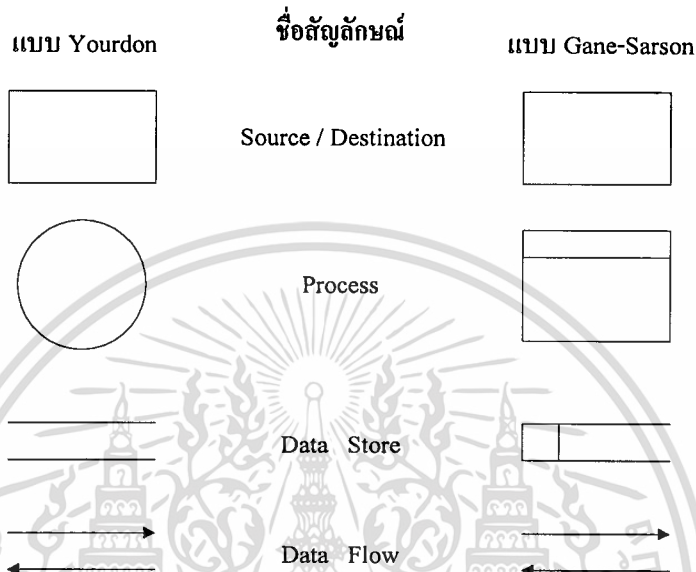 ชื่อสัญลักษณ์
แบบ Yourdon
แบบ Gane-Sarson
Source / Destination
Process
Data Store
Data Flow